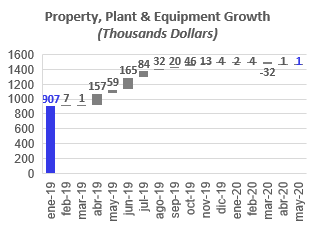 Property, Plant & Equipment Growth
(Thousands Dollars)
1600
1400
1200
1000
800
600
400
200
0
907
7
1
157
59
165
84
32
20
46
13
-4
-2
-4
-32
1
1
ene-19
feb-19
mar-19
abr-19
may-19
jun-19
jul-19
ago-19
sep-19
oct-19
nov-19
dic-19
ene-20
feb-20
mar-20
abr-20
may-20